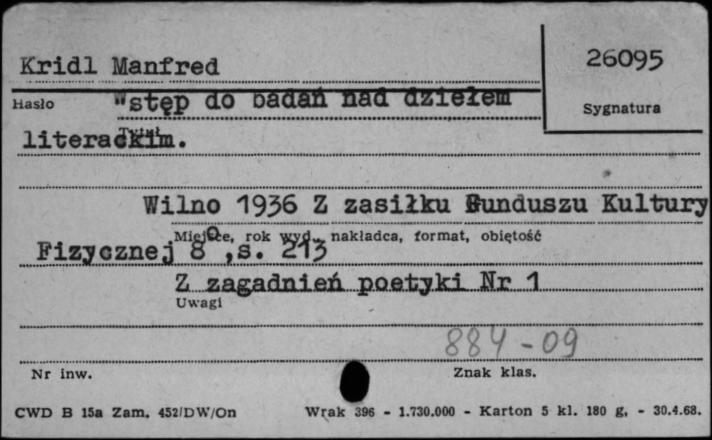 Kridl Manfred
26095
Hasło
Wstęp do badań nad dziełem
Sygnatura
Tytuł
literackim.
Wilno 1936 Z zasiłku Funduszu Kultury
Miejsce, rok wyd., nakładca, format, objętość
Fizycznej 8°, s. 213
Z zagadnień poetyki Nr 1
Uwagi
884-09
Nr inw.
Znak klas.
CWD B 15a Zam. 452/DW/On
Wrak 396 - 1.730.000 - Karton 5 kl. 180 g. - 30.4.68.